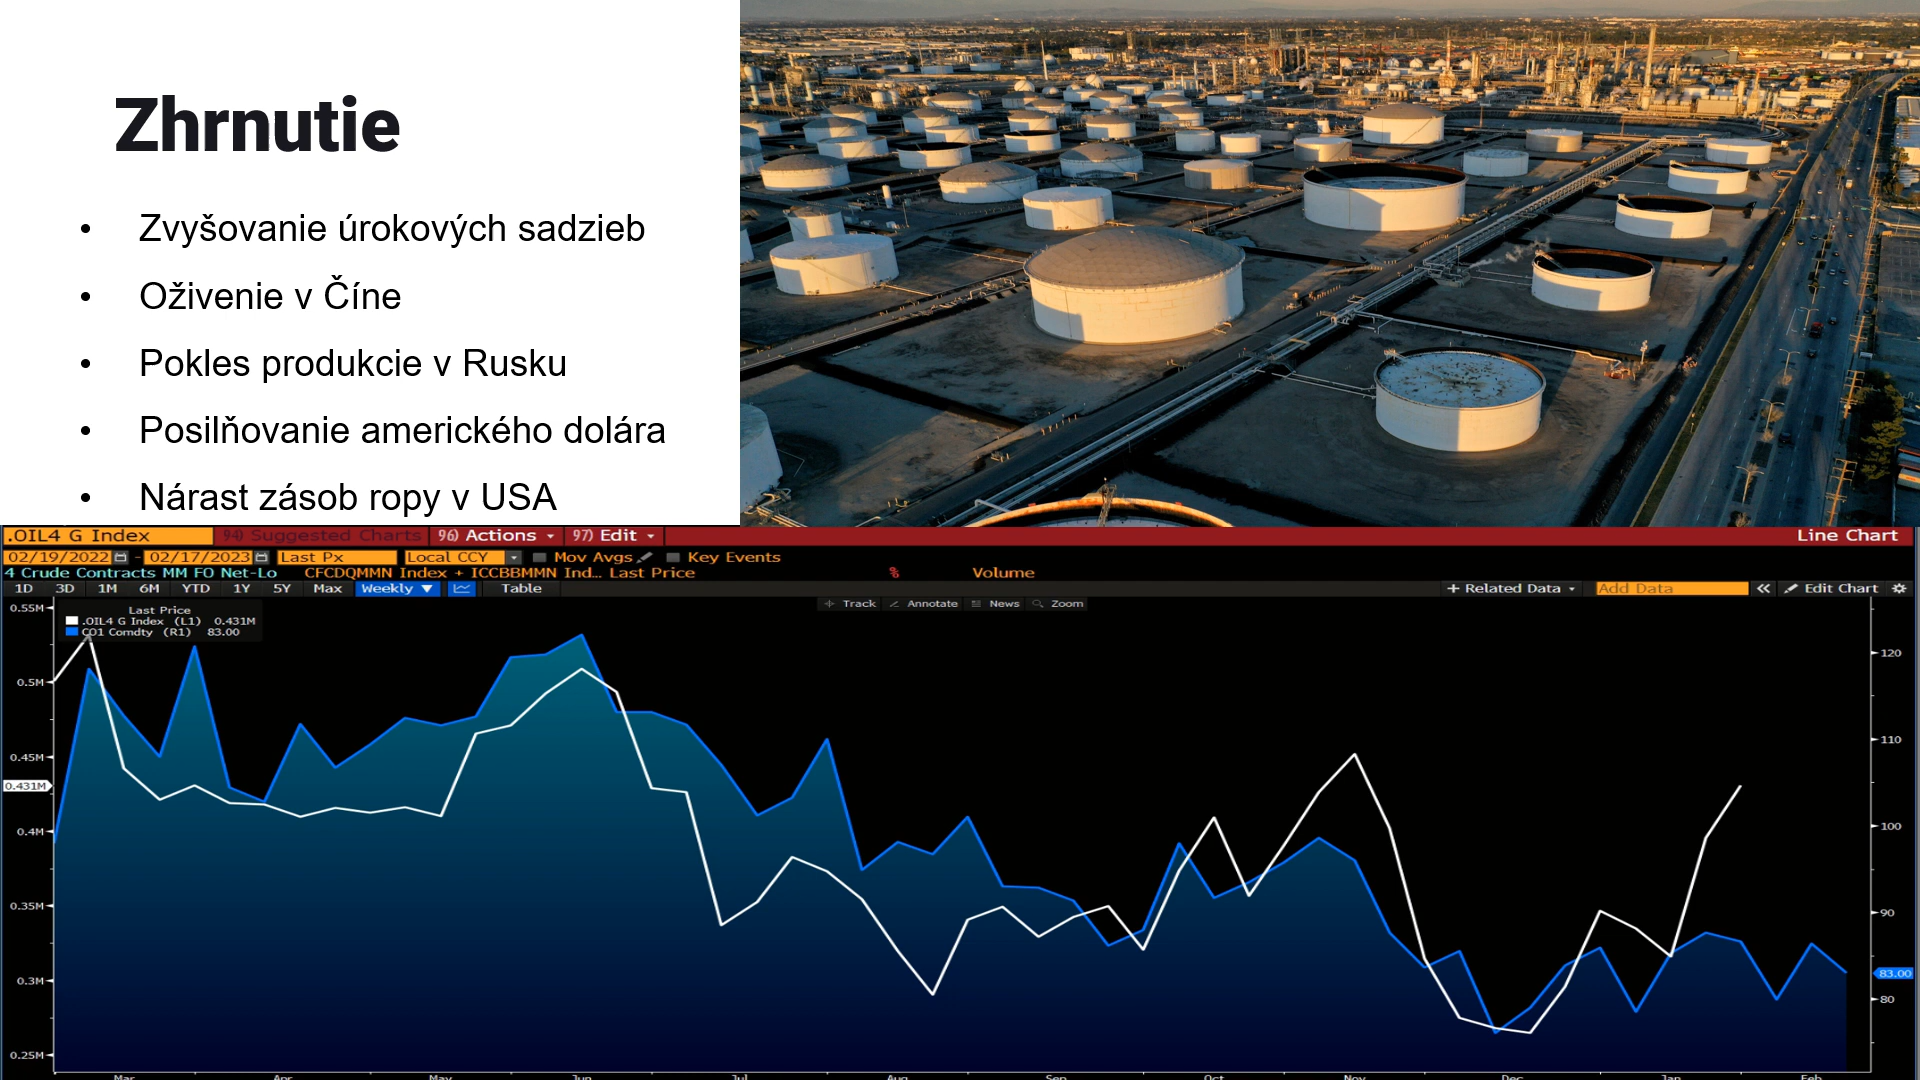 Zhrnutie
• Zvyšovanie úrokových sadzieb
• Oživenie v Číne
• Pokles produkcie v Rusku
• Posilňovanie amerického dolára
• Nárast zásob ropy v USA
.OIL4 G Index 94) Suggested Charts 96) Actions 97) Edit Line Chart
02/19/2022 - 02/17/2023 Last Px Local CCY Mov Avgs Key Events
4 Crude Contracts MM FO Net-Lo CFCDQMMN Index + ICCBBMMN Ind... Last Price % Volume
1D 3D 1M 6M YTD 1Y 5Y Max Weekly ▼ Table + Related Data Add Data « Edit Chart
Track Annotate News Zoom
Last Price
.OIL4 G Index (L1) 0.431M
CO1 Comdty (R1) 83.00
0.55M
0.5M
0.45M
0.431M
0.4M
0.35M
0.3M
0.25M
120
110
100
90
83.00
80
Mar Apr May Jun Jul Aug Sep Oct Nov Dec Jan Feb